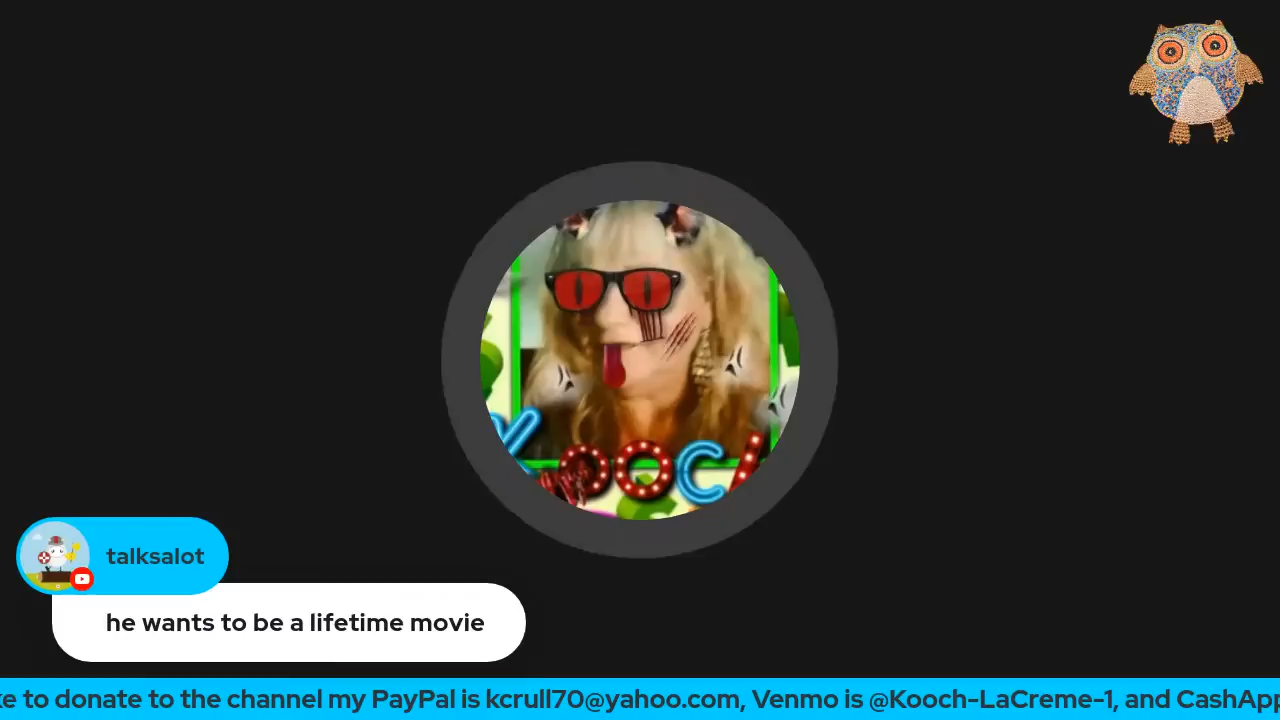 KOOCH
talksalot
he wants to be a lifetime movie
ke to donate to the channel my PayPal is kcrull70@yahoo.com, Venmo is @Kooch-LaCreme-1, and CashApp